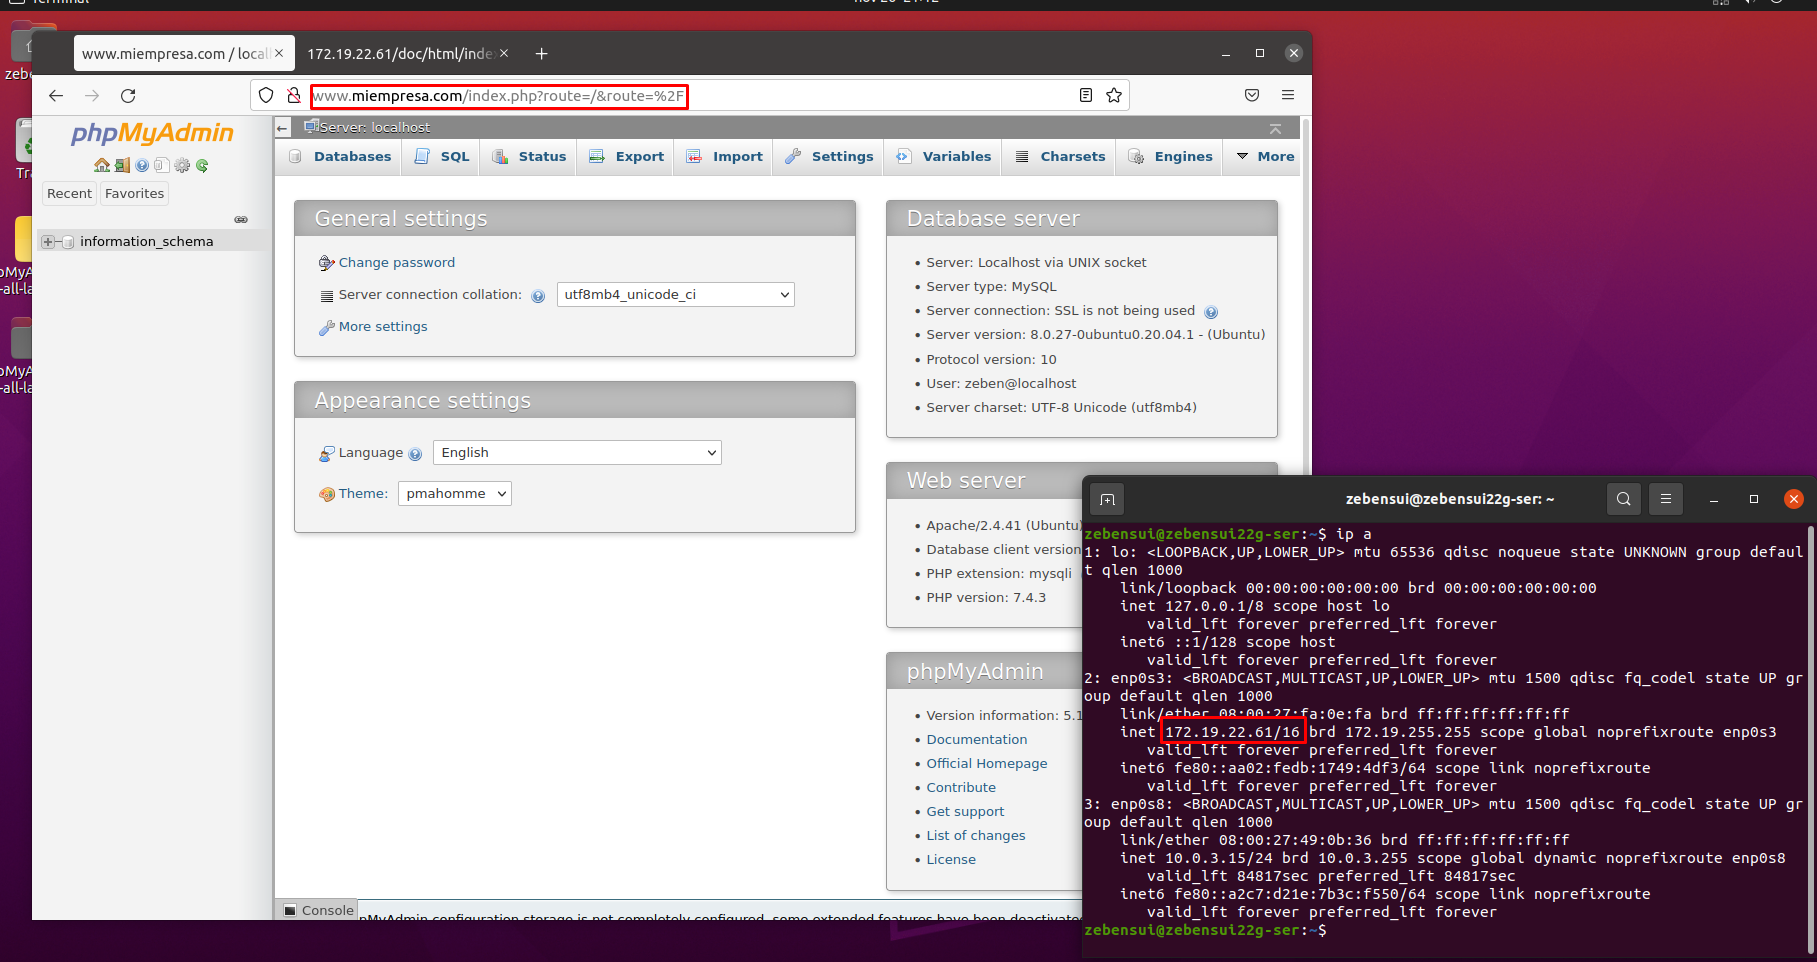 Terminal
nov 26 21:42
zebe
Tra
pMyA
-all-la
pMyA
-all-la
www.miempresa.com / local
172.19.22.61/doc/html/index
www.miempresa.com/index.php?route=/&route=%2F
phpMyAdmin
Recent
Favorites
information_schema
Server: localhost
Databases
SQL
Status
Export
Import
Settings
Variables
Charsets
Engines
More
General settings
Change password
Server connection collation:
utf8mb4_unicode_ci
More settings
Appearance settings
Language
English
Theme:
pmahomme
Database server
Server: Localhost via UNIX socket
Server type: MySQL
Server connection: SSL is not being used
Server version: 8.0.27-0ubuntu0.20.04.1 - (Ubuntu)
Protocol version: 10
User: zeben@localhost
Server charset: UTF-8 Unicode (utf8mb4)
Web server
Apache/2.4.41 (Ubuntu)
Database client version
PHP extension: mysqli
PHP version: 7.4.3
phpMyAdmin
Version information: 5.1
Documentation
Official Homepage
Contribute
Get support
List of changes
License
Console
pMyAdmin configuration storage is not completely configured, some extended features have been deactivated
zebensui@zebensui22g-ser: ~
zebensui@zebensui22g-ser:~$ ip a
1: lo: <LOOPBACK,UP,LOWER_UP> mtu 65536 qdisc noqueue state UNKNOWN group defaul
t qlen 1000
link/loopback 00:00:00:00:00:00 brd 00:00:00:00:00:00
inet 127.0.0.1/8 scope host lo
valid_lft forever preferred_lft forever
inet6 ::1/128 scope host
valid_lft forever preferred_lft forever
2: enp0s3: <BROADCAST,MULTICAST,UP,LOWER_UP> mtu 1500 qdisc fq_codel state UP gr
oup default qlen 1000
link/ether 08:00:27:fa:0e:fa brd ff:ff:ff:ff:ff:ff
inet 172.19.22.61/16 brd 172.19.255.255 scope global noprefixroute enp0s3
valid_lft forever preferred_lft forever
inet6 fe80::aa02:fedb:1749:4df3/64 scope link noprefixroute
valid_lft forever preferred_lft forever
3: enp0s8: <BROADCAST,MULTICAST,UP,LOWER_UP> mtu 1500 qdisc fq_codel state UP gr
oup default qlen 1000
link/ether 08:00:27:49:0b:36 brd ff:ff:ff:ff:ff:ff
inet 10.0.3.15/24 brd 10.0.3.255 scope global dynamic noprefixroute enp0s8
valid_lft 84817sec preferred_lft 84817sec
inet6 fe80::a2c7:d21e:7b3c:f550/64 scope link noprefixroute
valid_lft forever preferred_lft forever
zebensui@zebensui22g-ser:~$